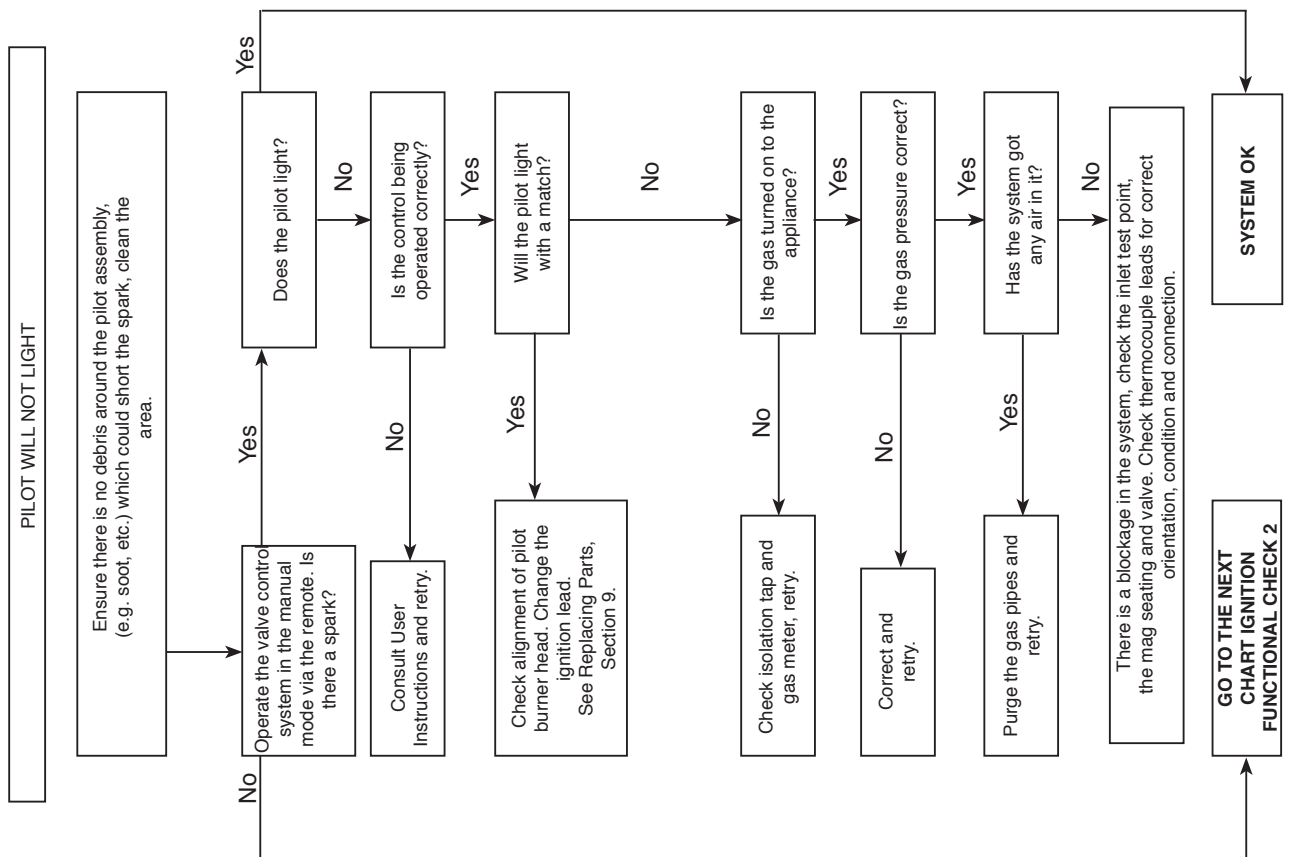 PILOT WILL NOT LIGHT
Ensure there is no debris around the pilot assembly,
(e.g. soot, etc.) which could short the spark, clean the
area.
Operate the valve control
system in the manual
mode via the remote. Is
there a spark?
Yes
No
Does the pilot light?
Yes
No
Is the control being
operated correctly?
No
Consult User
Instructions and retry.
Yes
Will the pilot light
with a match?
Yes
Check alignment of pilot
burner head. Change the
ignition lead.
See Replacing Parts,
Section 9.
No
Is the gas turned on to the
appliance?
No
Check isolation tap and
gas meter, retry.
Yes
Is the gas pressure correct?
No
Correct and
retry.
Yes
Has the system got
any air in it?
Yes
Purge the gas pipes and
retry.
No
There is a blockage in the system, check the inlet test point,
the mag seating and valve. Check thermocouple leads for correct
orientation, condition and connection.
GO TO THE NEXT
CHART IGNITION
FUNCTIONAL CHECK 2
SYSTEM OK